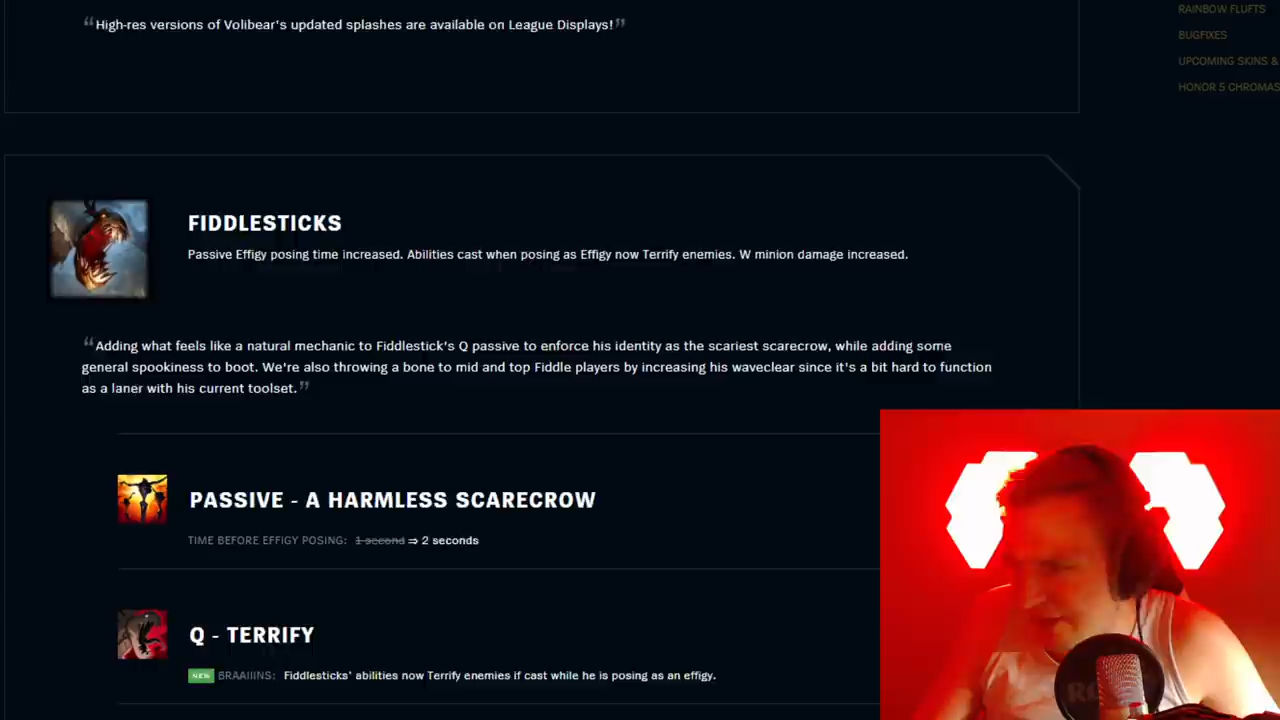 “High-res versions of Volibear's updated splashes are available on League Displays!”
RAINBOW FLUFTS
BUGFIXES
UPCOMING SKINS &
HONOR 5 CHROMAS
FIDDLESTICKS
Passive Effigy posing time increased. Abilities cast when posing as Effigy now Terrify enemies. W minion damage increased.
“Adding what feels like a natural mechanic to Fiddlestick's Q passive to enforce his identity as the scariest scarecrow, while adding some
general spookiness to boot. We're also throwing a bone to mid and top Fiddle players by increasing his waveclear since it's a bit hard to function
as a laner with his current toolset.”
PASSIVE - A HARMLESS SCARECROW
TIME BEFORE EFFIGY POSING: 1 second ⇒ 2 seconds
Q - TERRIFY
NEW BRAAIIINS: Fiddlesticks' abilities now Terrify enemies if cast while he is posing as an effigy.